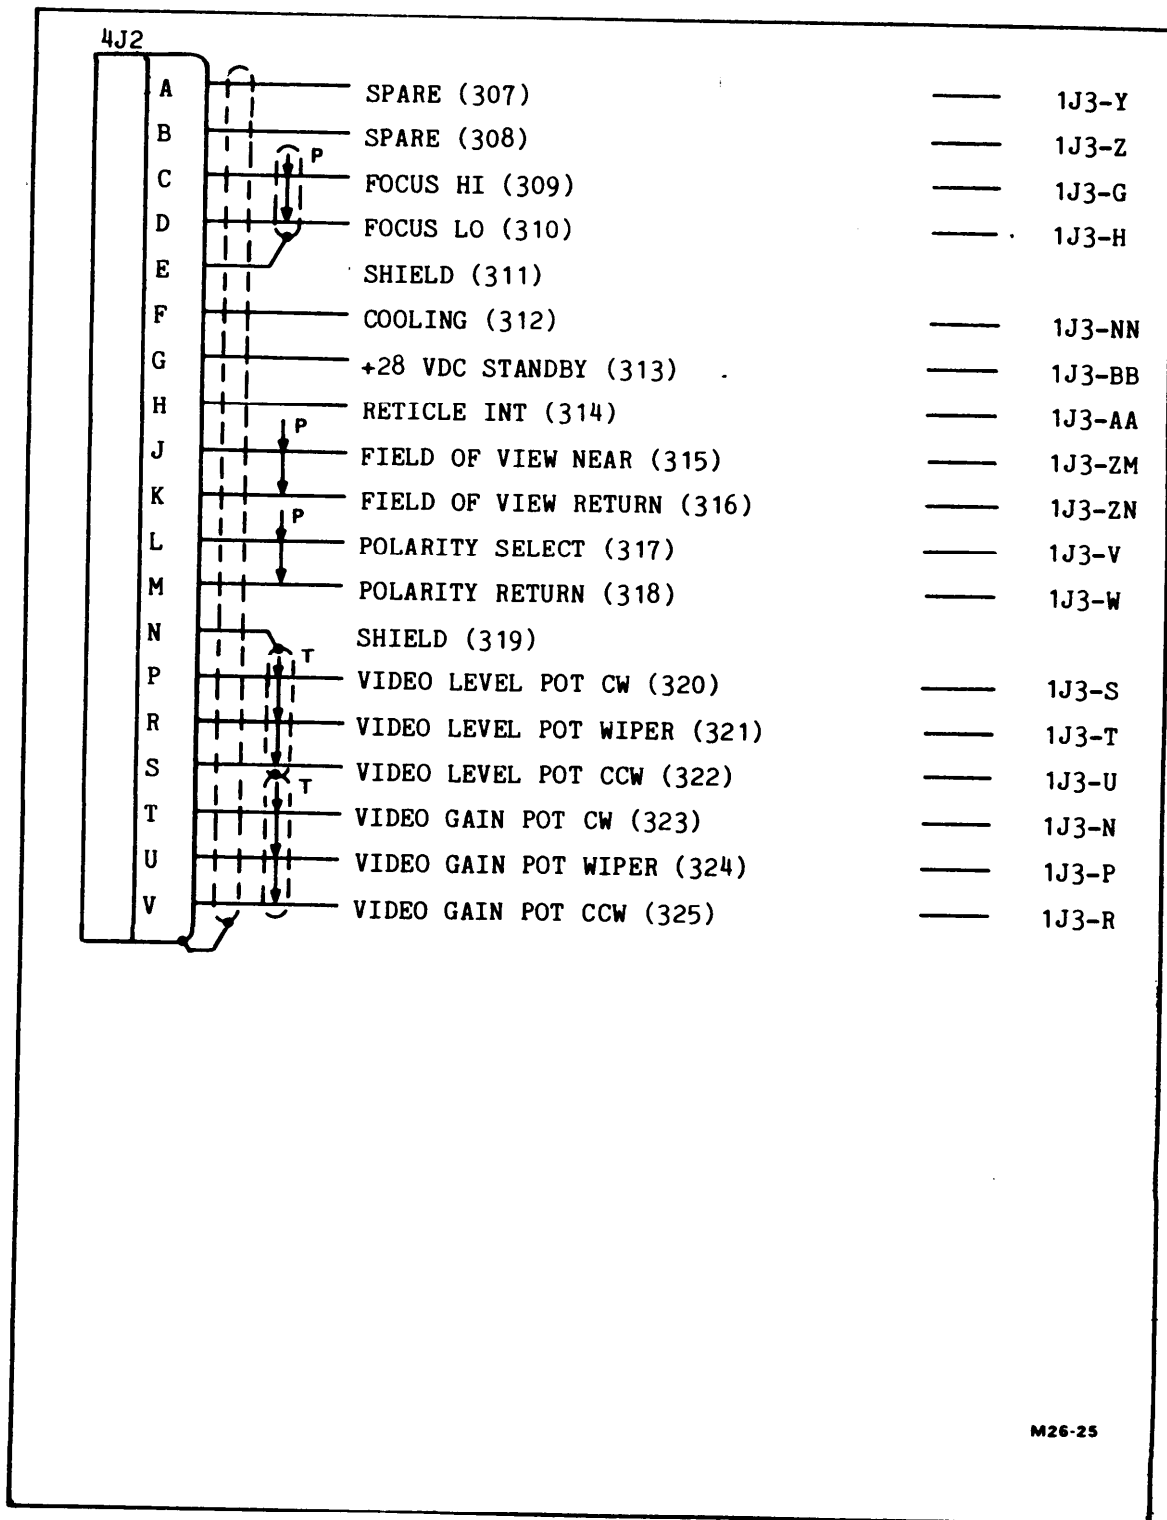 4J2
A SPARE (307) 1J3-Y
B SPARE (308) 1J3-Z
P
C FOCUS HI (309) 1J3-G
D FOCUS LO (310) 1J3-H
E SHIELD (311)
F COOLING (312) 1J3-NN
G +28 VDC STANDBY (313) 1J3-BB
H RETICLE INT (314) 1J3-AA
P
J FIELD OF VIEW NEAR (315) 1J3-ZM
K FIELD OF VIEW RETURN (316) 1J3-ZN
P
L POLARITY SELECT (317) 1J3-V
M POLARITY RETURN (318) 1J3-W
N SHIELD (319)
T
P VIDEO LEVEL POT CW (320) 1J3-S
R VIDEO LEVEL POT WIPER (321) 1J3-T
S VIDEO LEVEL POT CCW (322) 1J3-U
T
T VIDEO GAIN POT CW (323) 1J3-N
U VIDEO GAIN POT WIPER (324) 1J3-P
V VIDEO GAIN POT CCW (325) 1J3-R
M26-25